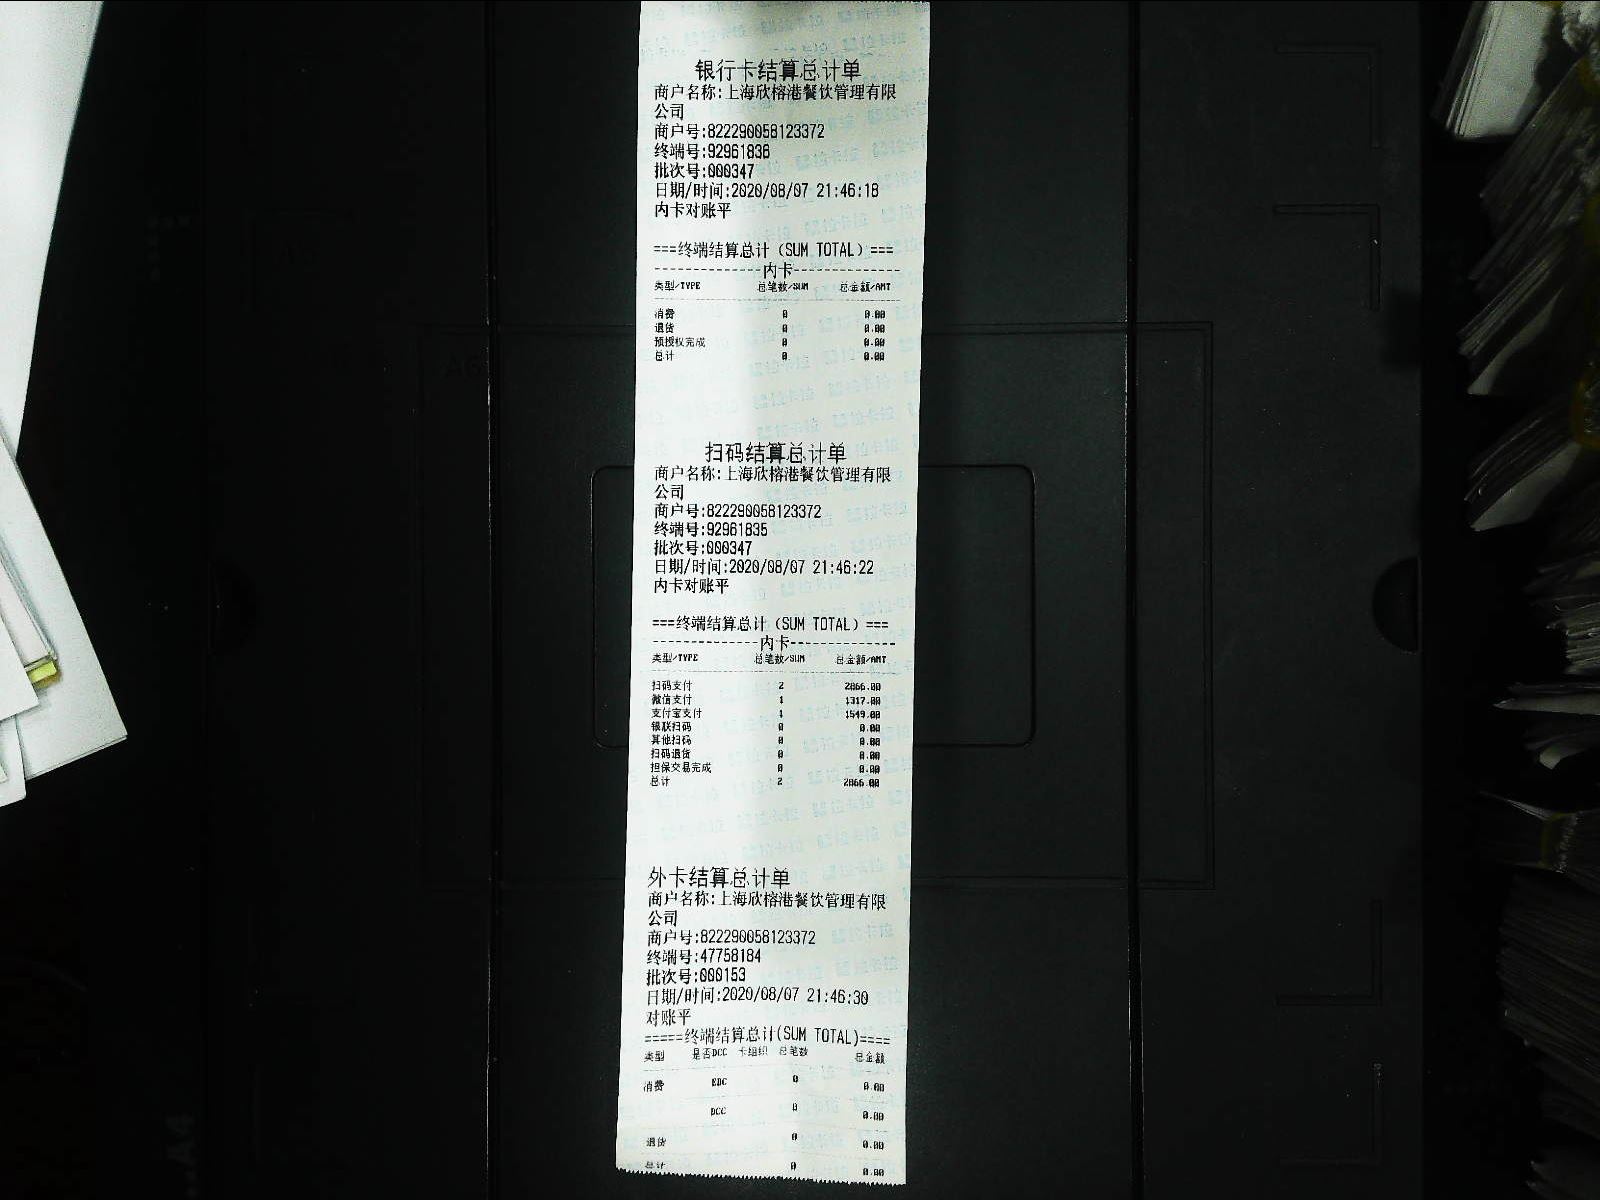 银行卡结算总计单
商户名称:上海欣榕港餐饮管理有限
公司
商户号:822290058123372
终端号:92961836
批次号:000347
日期/时间:2020/08/07 21:46:18
内卡对账平
===终端结算总计（SUM TOTAL）===
--------------内卡--------------
类型/TYPE 总笔数/SUM 总金额/AMT
消费 0 0.00
退货 0 0.00
预授权完成 0 0.00
总计 0 0.00
扫码结算总计单
商户名称:上海欣榕港餐饮管理有限
公司
商户号:822290058123372
终端号:92961835
批次号:000347
日期/时间:2020/08/07 21:46:22
内卡对账平
===终端结算总计（SUM TOTAL）===
--------------内卡--------------
类型/TYPE 总笔数/SUM 总金额/AMT
扫码支付 2 2866.00
微信支付 1 1317.00
支付宝支付 1 1549.00
银联扫码 0 0.00
其他扫码 0 0.00
扫码退货 0 0.00
担保交易完成 0 0.00
总计 2 2866.00
外卡结算总计单
商户名称:上海欣榕港餐饮管理有限
公司
商户号:822290058123372
终端号:47758184
批次号:000153
日期/时间:2020/08/07 21:46:30
对账平
=====终端结算总计(SUM TOTAL)====
类型 是否DCC 卡组织 总笔数 总金额
消费 EDC 0 0.00
DCC 0 0.00
退货 0 0.00
总计 0 0.00
A4